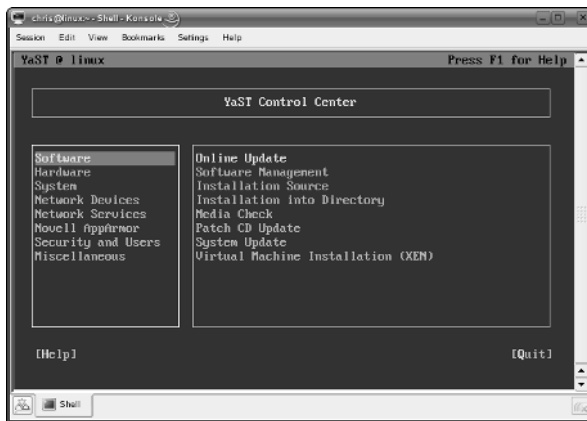 chris@linux:~ - Shell - Konsole
Session Edit View Bookmarks Settings Help
YaST @ linux Press F1 for Help
YaST Control Center
Software
Hardware
System
Network Devices
Network Services
Novell AppArmor
Security and Users
Miscellaneous
Online Update
Software Management
Installation Source
Installation into Directory
Media Check
Patch CD Update
System Update
Virtual Machine Installation (XEN)
[Help] [Quit]
Shell